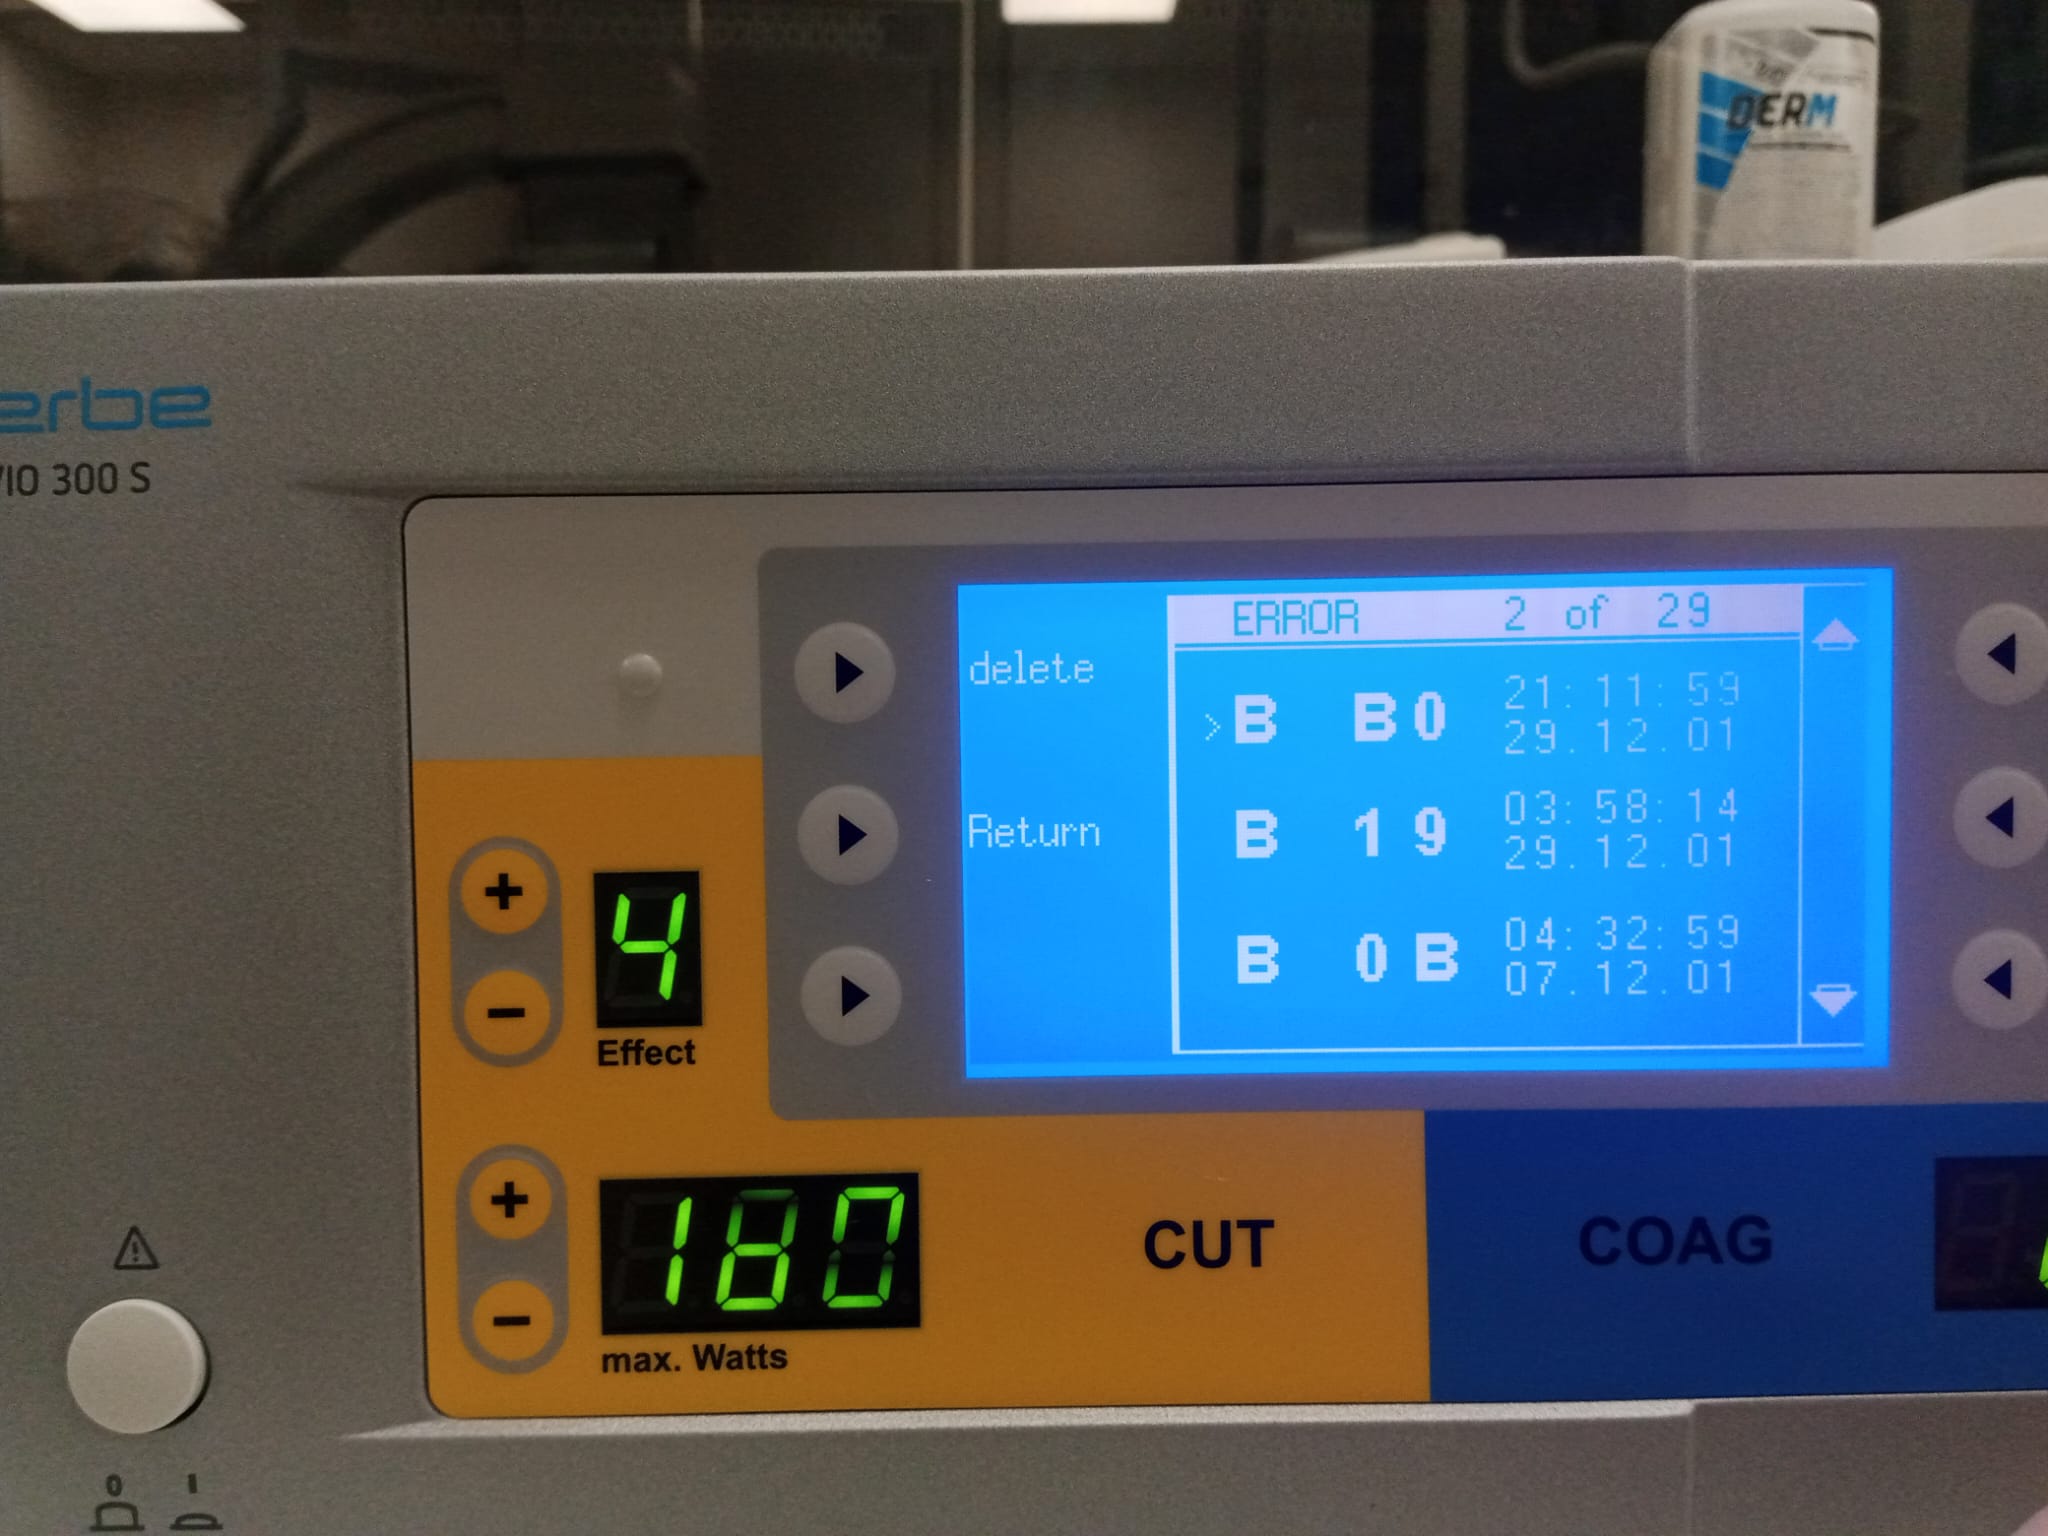 DERM
erbe
VIO 300 S
ERROR 2 of 29
delete
> B B0 21:11:59
29.12.01
Return
B 19 03:58:14
29.12.01
B 0B 04:32:59
07.12.01
+
4
−
Effect
+
180
−
max. Watts
CUT
COAG
0 I